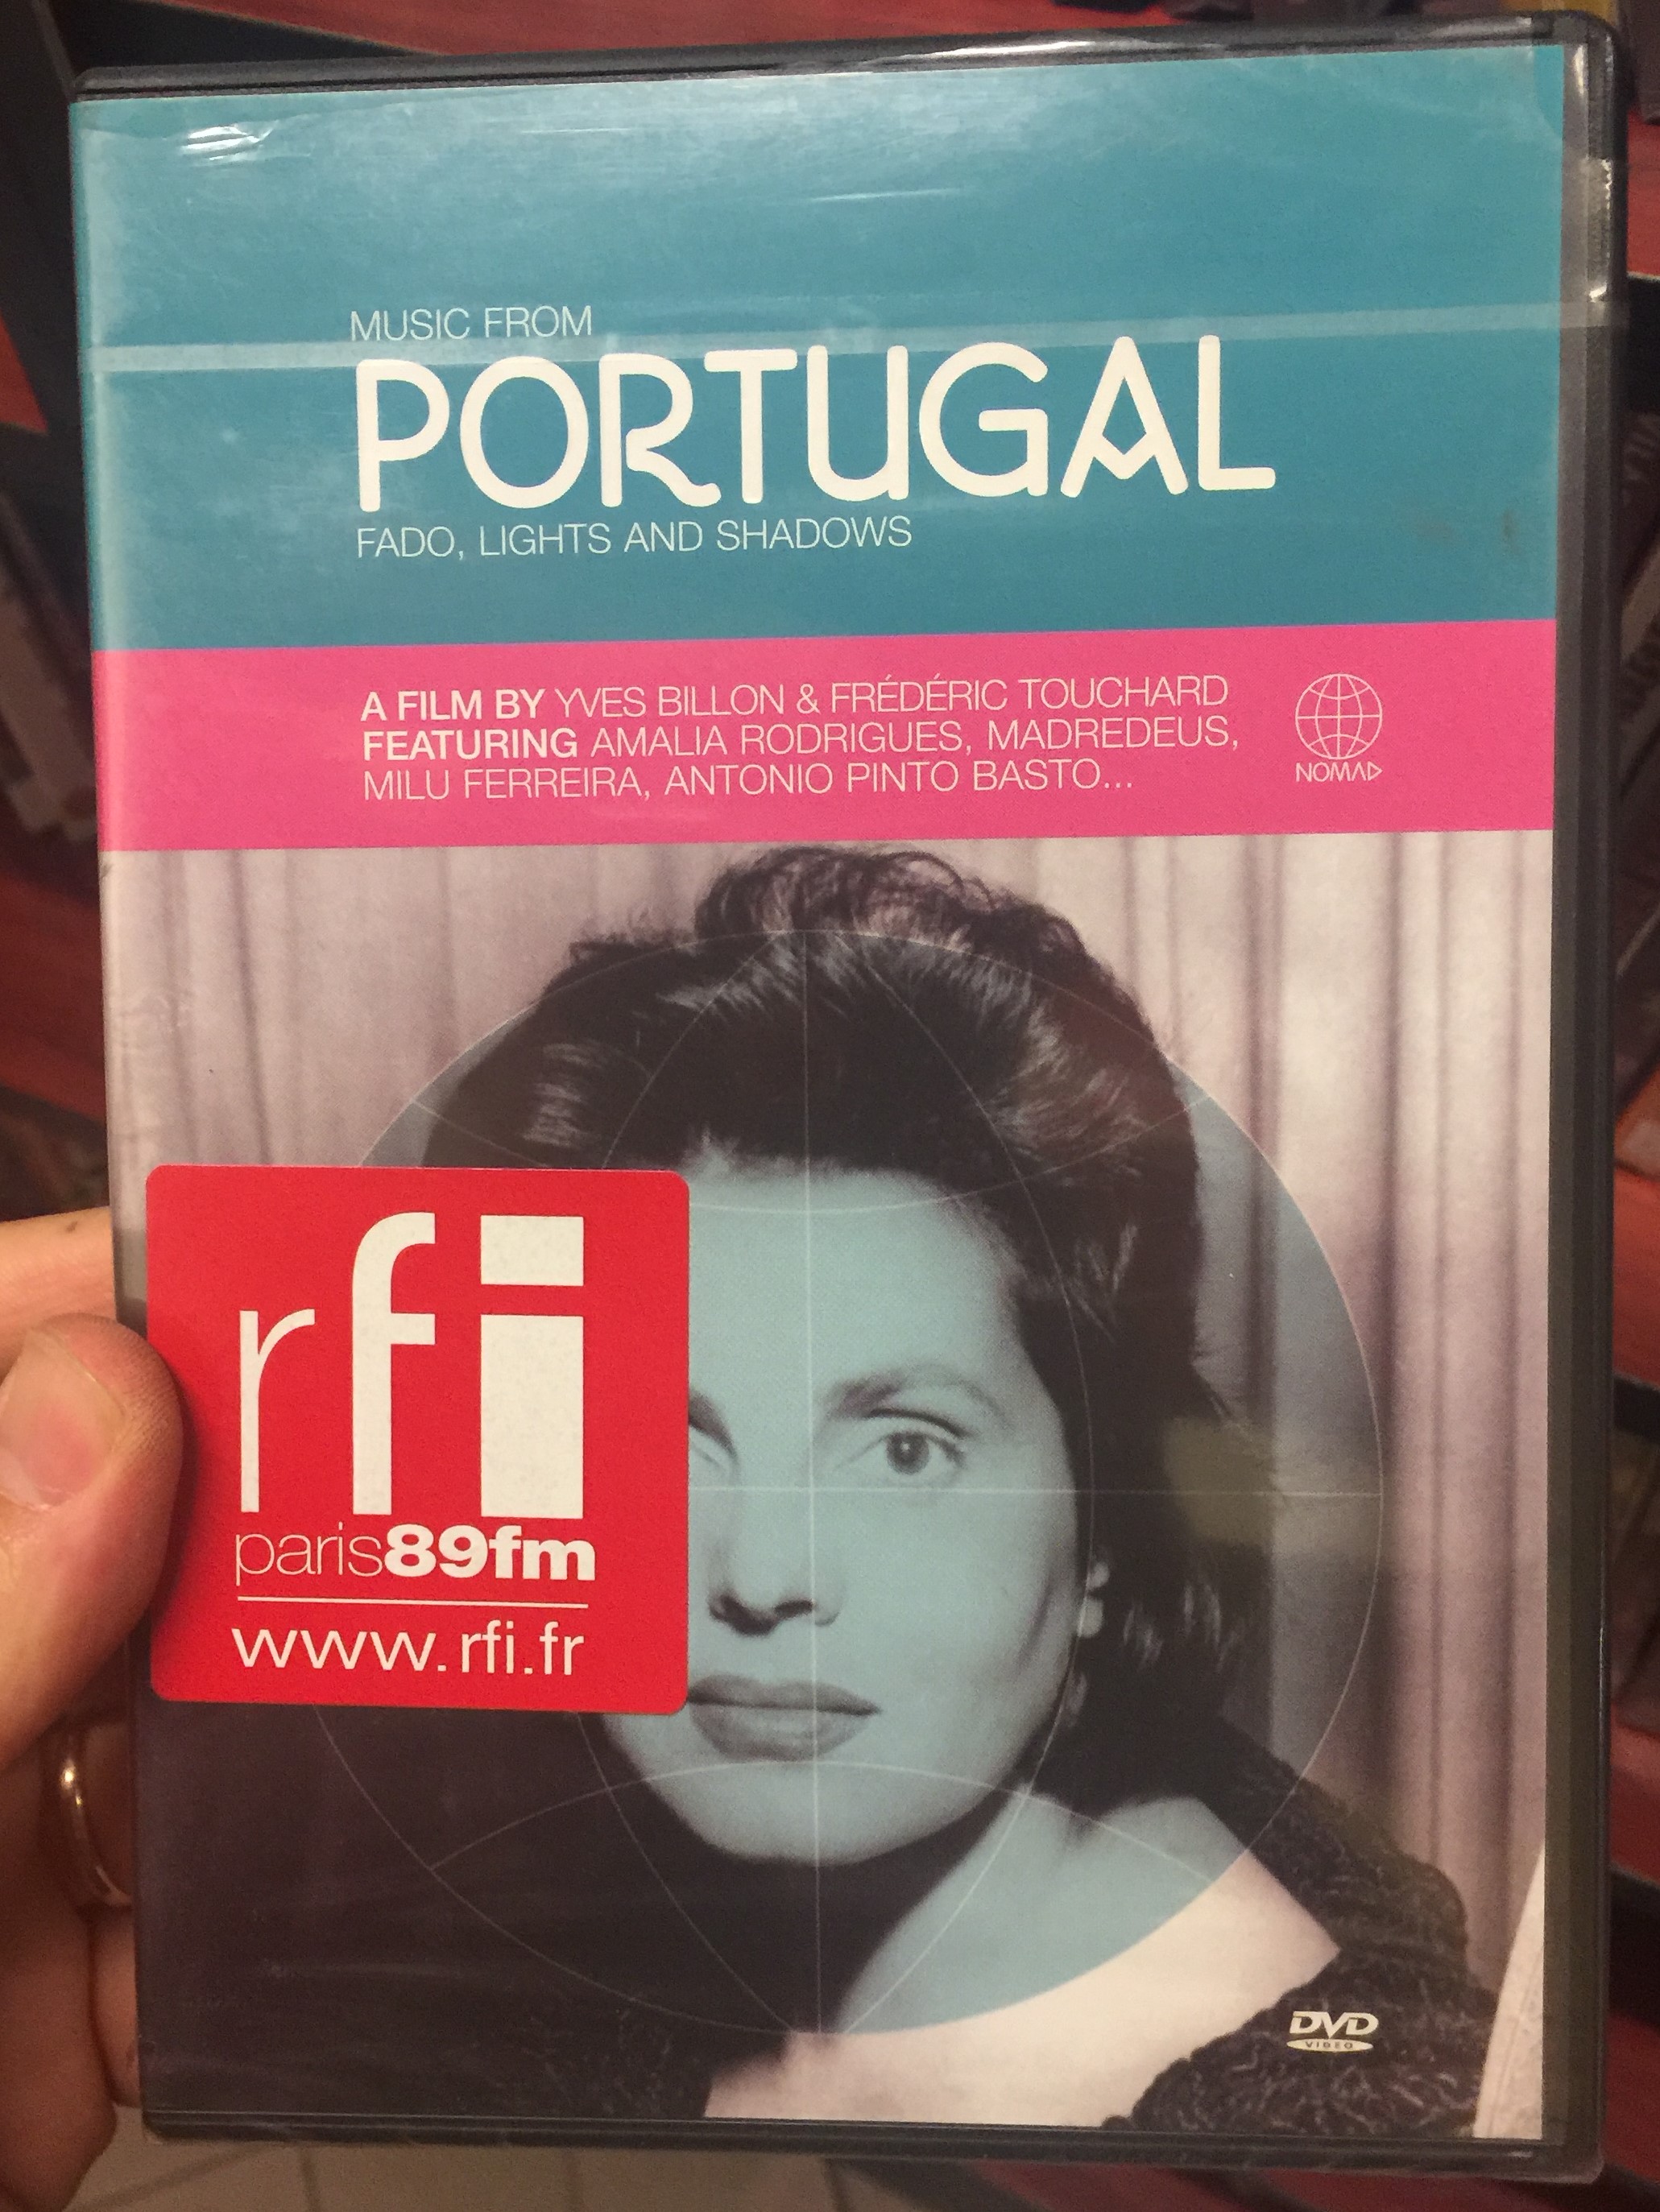 MUSIC FROM
PORTUGAL
FADO, LIGHTS AND SHADOWS
A FILM BY YVES BILLON & FRÉDÉRIC TOUCHARD
FEATURING AMALIA RODRIGUES, MADREDEUS,
MILU FERREIRA, ANTONIO PINTO BASTO...
NOMAD
rfi
paris89fm
www.rfi.fr
DVD
VIDEO